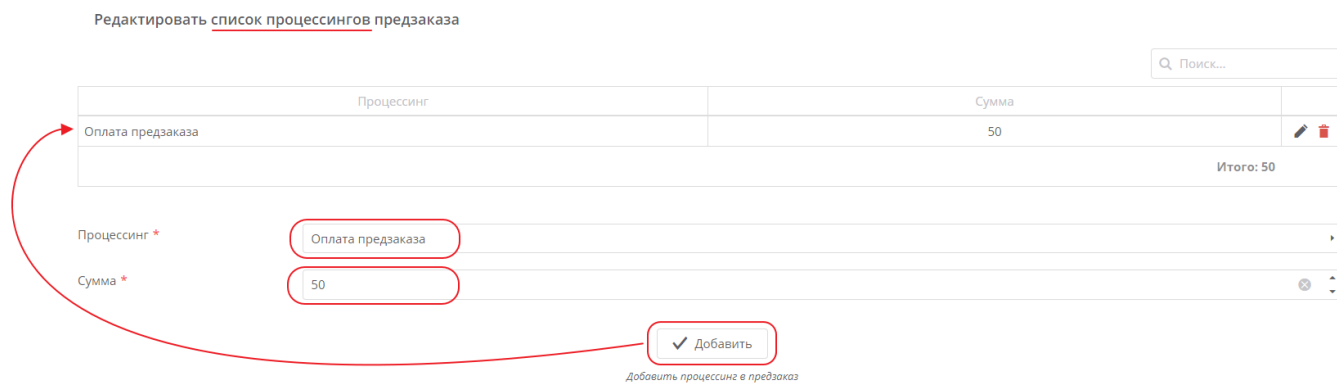 Редактировать список процессингов предзаказа
Поиск...
Процессинг Сумма
Оплата предзаказа 50
Итого: 50
Процессинг * Оплата предзаказа
Сумма * 50
Добавить
Добавить процессинг в предзаказ